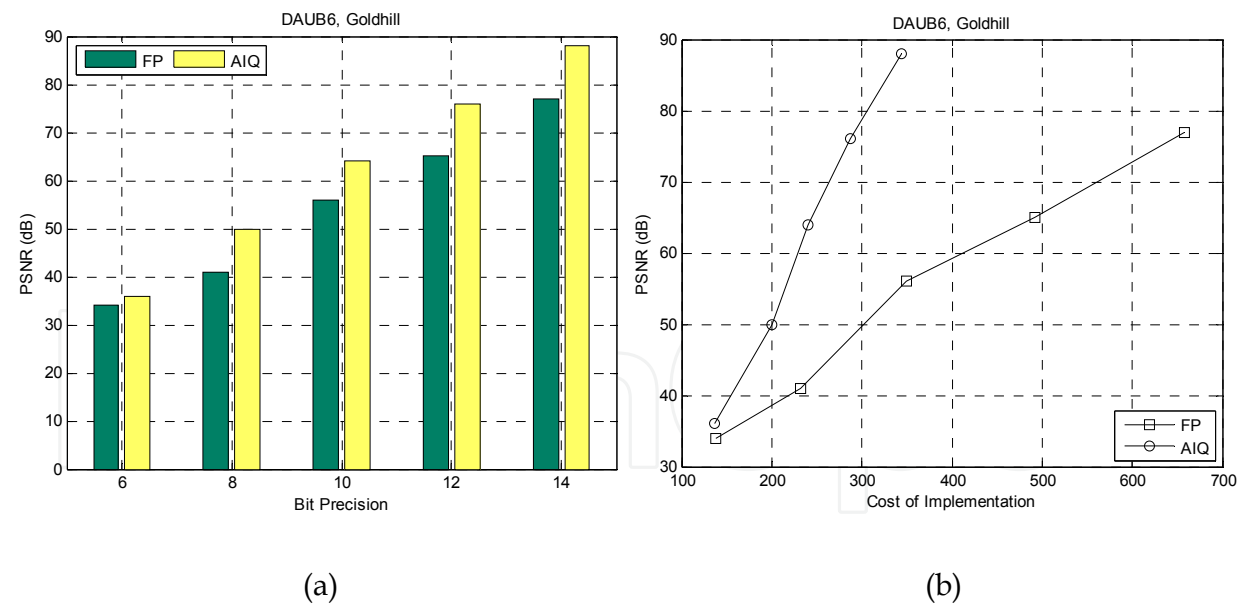 DAUB6, Goldhill
90
80
70
60
50
40
30
20
10
0
FP
AIQ
PSNR (dB)
6 8 10 12 14
Bit Precision
(a)
DAUB6, Goldhill
90
80
70
60
50
40
30
PSNR (dB)
FP
AIQ
100 200 300 400 500 600 700
Cost of Implementation
(b)